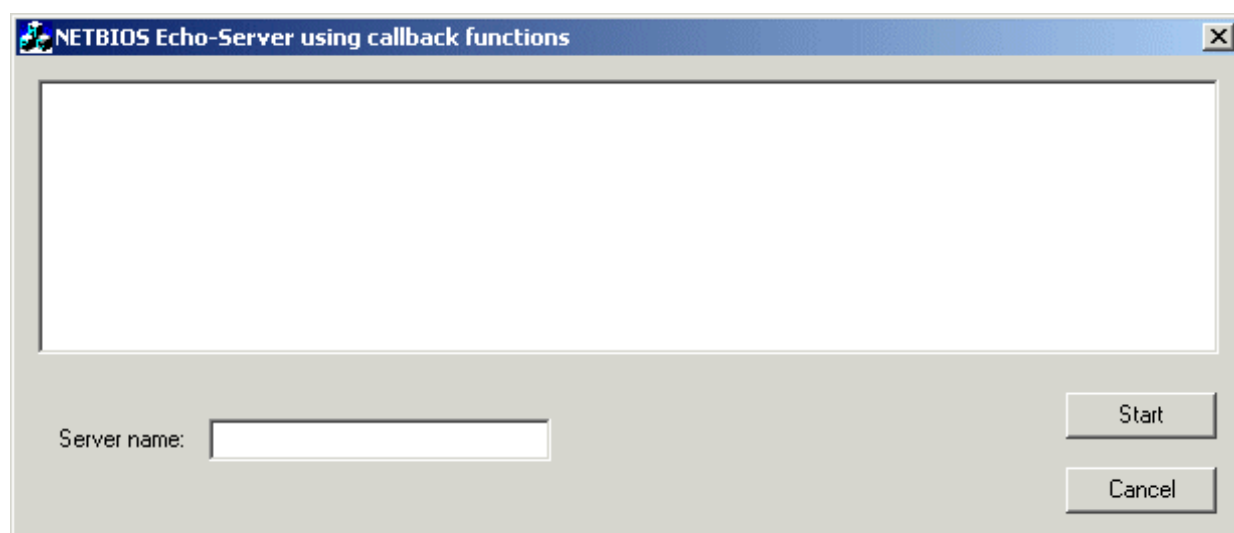 NETBIOS Echo-Server using callback functions
Server name:
Start
Cancel